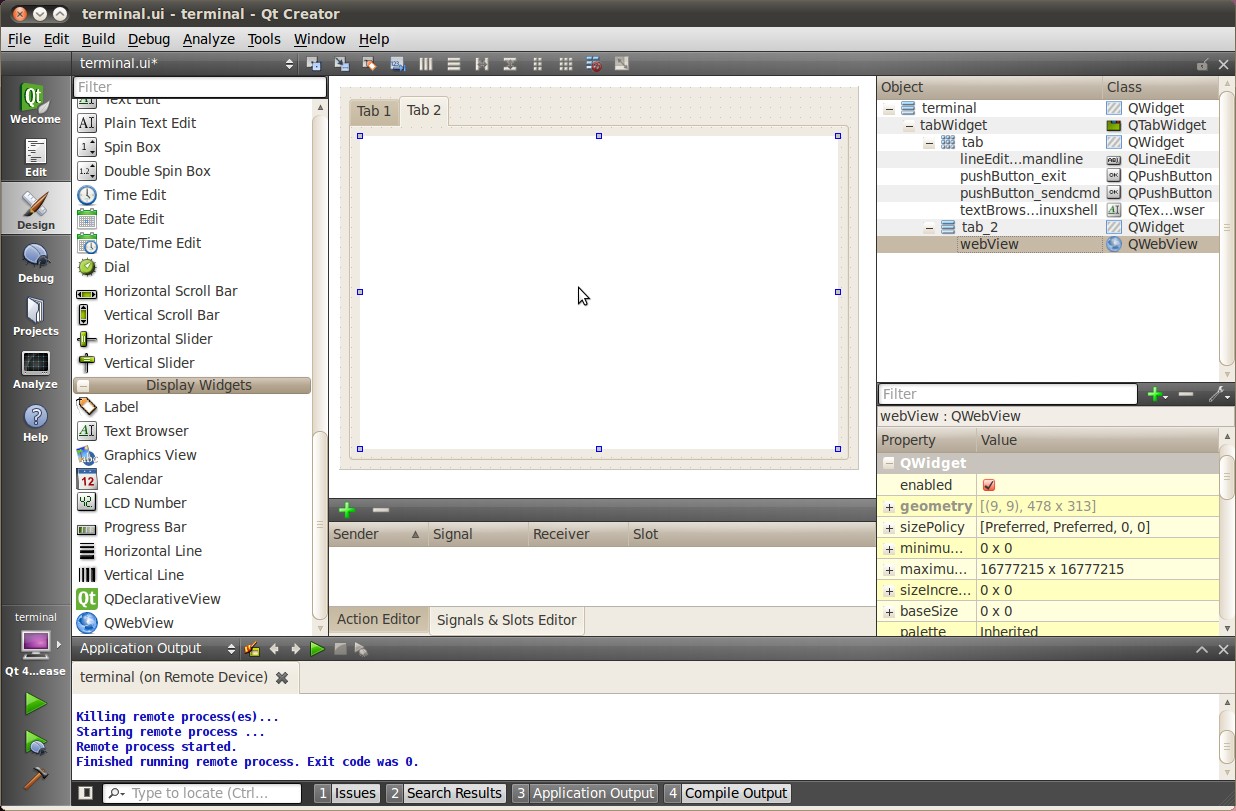 terminal.ui - terminal - Qt Creator
File Edit Build Debug Analyze Tools Window Help
terminal.ui*
Qt
Welcome
Edit
Design
Debug
Projects
Analyze
Help
terminal
Qt 4...ease
Filter
Text Edit
Plain Text Edit
Spin Box
Double Spin Box
Time Edit
Date Edit
Date/Time Edit
Dial
Horizontal Scroll Bar
Vertical Scroll Bar
Horizontal Slider
Vertical Slider
Display Widgets
Label
Text Browser
Graphics View
Calendar
LCD Number
Progress Bar
Horizontal Line
Vertical Line
QDeclarativeView
QWebView
Tab 1 Tab 2
Sender Signal Receiver Slot
Action Editor Signals & Slots Editor
Object Class
terminal QWidget
tabWidget QTabWidget
tab QWidget
lineEdit...mandline QLineEdit
pushButton_exit QPushButton
pushButton_sendcmd QPushButton
textBrows...inuxshell QTex...wser
tab_2 QWidget
webView QWebView
Filter
webView : QWebView
Property Value
QWidget
enabled
geometry [(9, 9), 478 x 313]
sizePolicy [Preferred, Preferred, 0, 0]
minimu... 0 x 0
maximu... 16777215 x 16777215
sizeIncre... 0 x 0
baseSize 0 x 0
palette Inherited
Application Output
terminal (on Remote Device)
Killing remote process(es)...
Starting remote process ...
Remote process started.
Finished running remote process. Exit code was 0.
Type to locate (Ctrl... 1 Issues 2 Search Results 3 Application Output 4 Compile Output